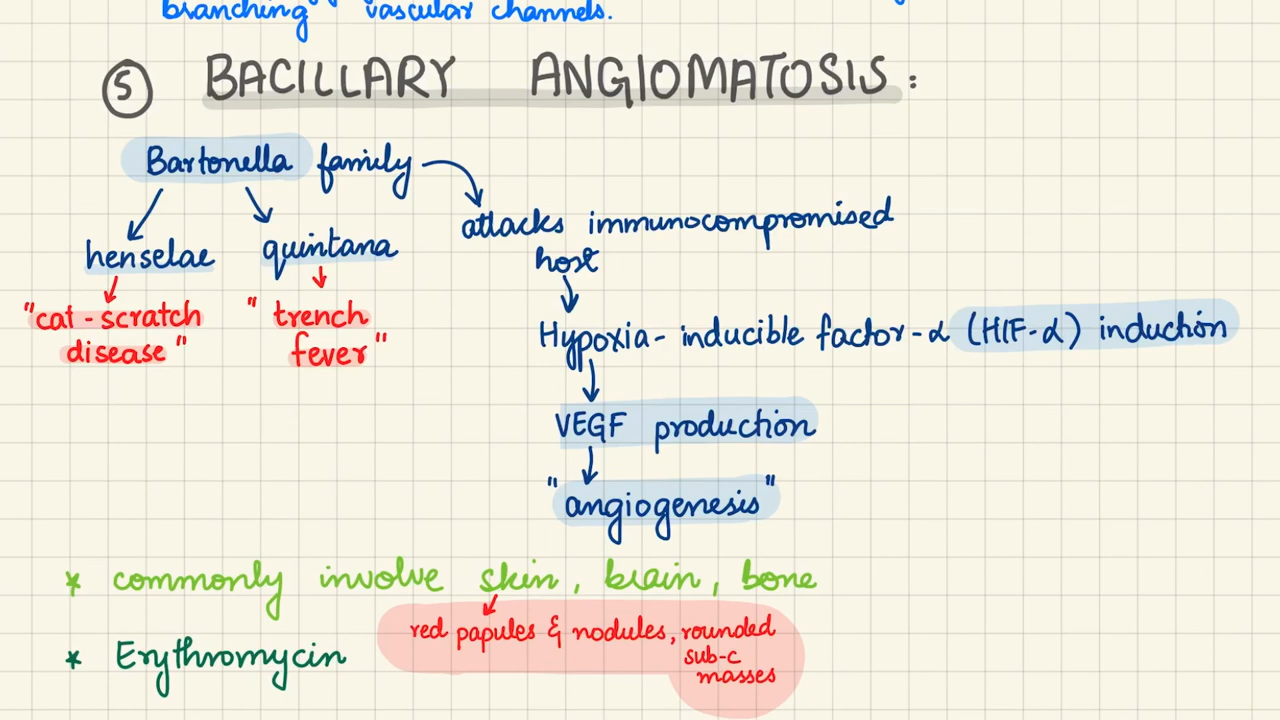 branching vascular channels.
5 BACILLARY ANGIOMATOSIS:
Bartonella family
attacks immunocompromised
host
henselae quintana
"cat-scratch
disease"
"trench
fever"
Hypoxia-inducible factor-α (HIF-α) induction
VEGF production
"angiogenesis"
* commonly involve skin, brain, bone
red papules & nodules, rounded
sub-c
masses
* Erythromycin